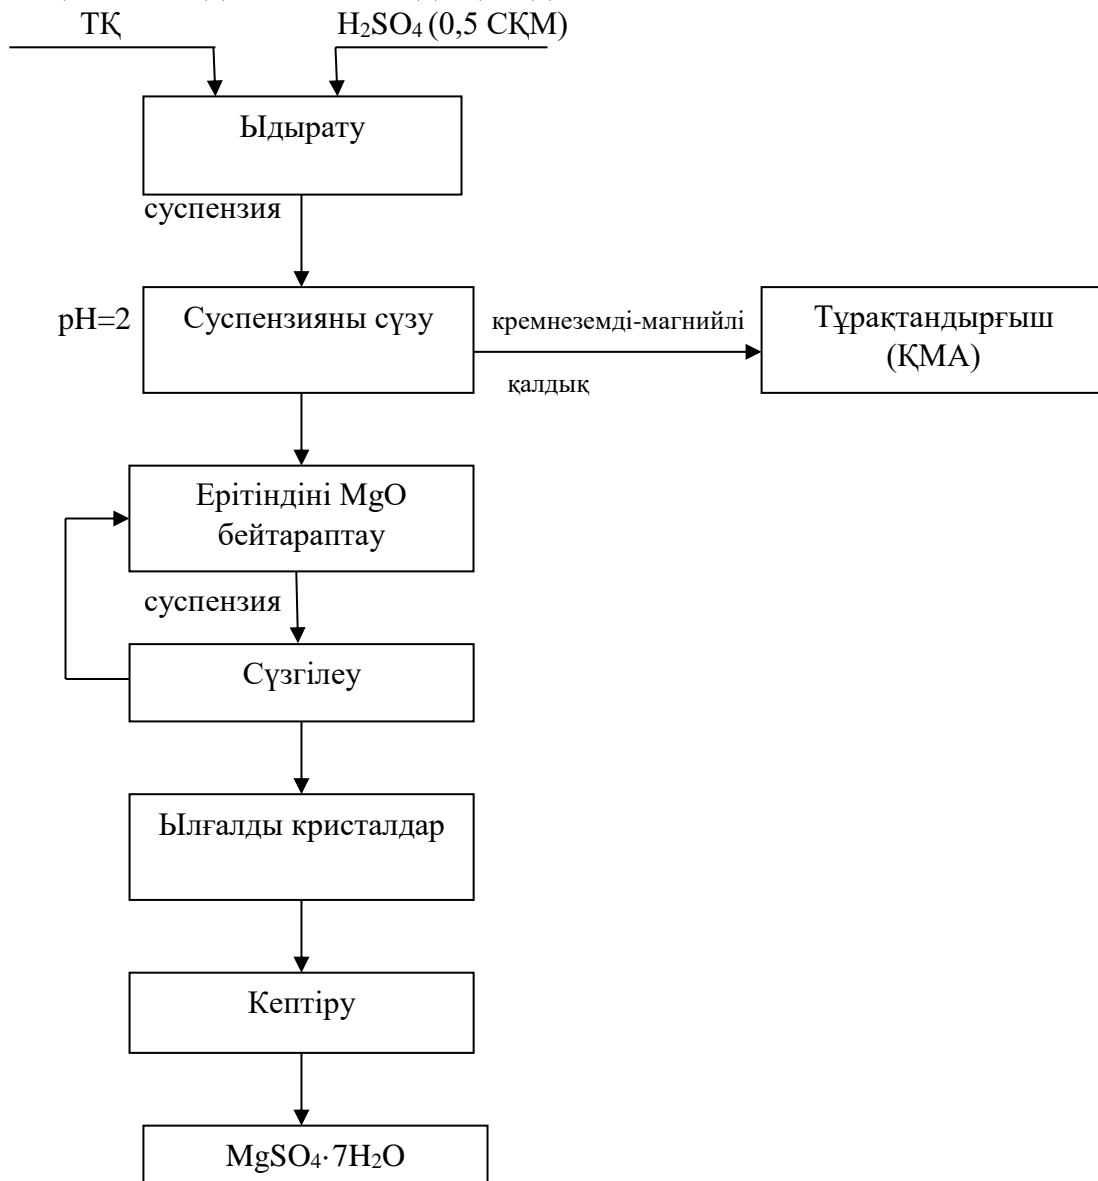 ТҚ
H₂SO₄ (0,5 СҚМ)
Ыдырату
суспензия
pH=2
Суспензияны сүзу
кремнеземді-магнийлі
қалдық
Тұрақтандырғыш
(ҚМА)
Ерітіндіні MgO
бейтараптау
суспензия
Сүзгілеу
Ылғалды кристалдар
Кептіру
MgSO₄·7H₂O